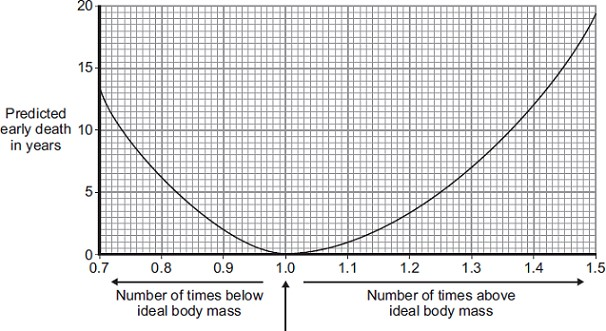 20
15
10
5
0
Predicted
early death
in years
0.7 0.8 0.9 1.0 1.1 1.2 1.3 1.4 1.5
Number of times below
ideal body mass
Number of times above
ideal body mass